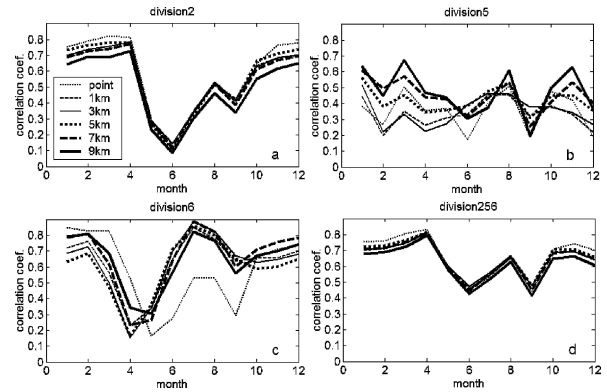 division2
correlation coef.
0.8
0.7
0.6
0.5
0.4
0.3
0.2
0.1
0
point
1km
3km
5km
7km
9km
a
0 2 4 6 8 10 12
month
division5
correlation coef.
0.8
0.7
0.6
0.5
0.4
0.3
0.2
0.1
0
b
0 2 4 6 8 10 12
month
division6
correlation coef.
0.8
0.7
0.6
0.5
0.4
0.3
0.2
0.1
0
c
0 2 4 6 8 10 12
month
division256
correlation coef.
0.8
0.7
0.6
0.5
0.4
0.3
0.2
0.1
0
d
0 2 4 6 8 10 12
month